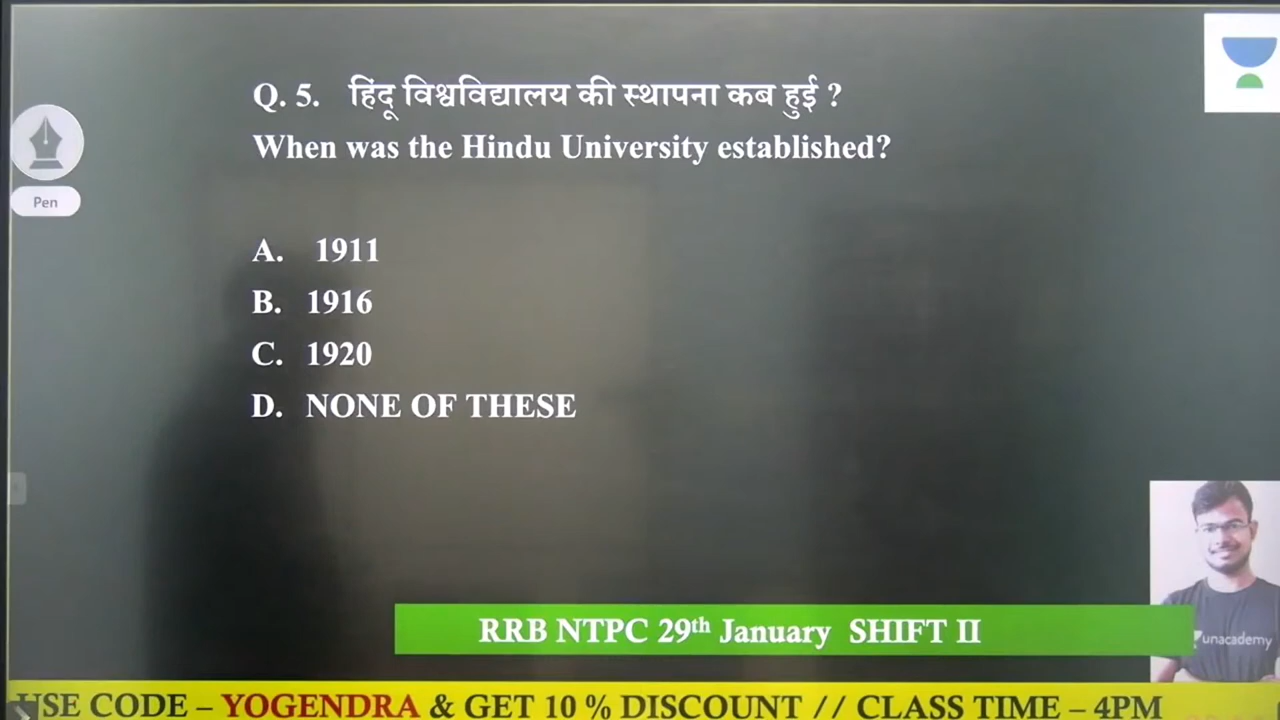 Q. 5. हिंदू विश्वविद्यालय की स्थापना कब हुई ?
When was the Hindu University established?
Pen
A. 1911
B. 1916
C. 1920
D. NONE OF THESE
RRB NTPC 29th January SHIFT II
unacademy
USE CODE – YOGENDRA & GET 10 % DISCOUNT // CLASS TIME – 4PM